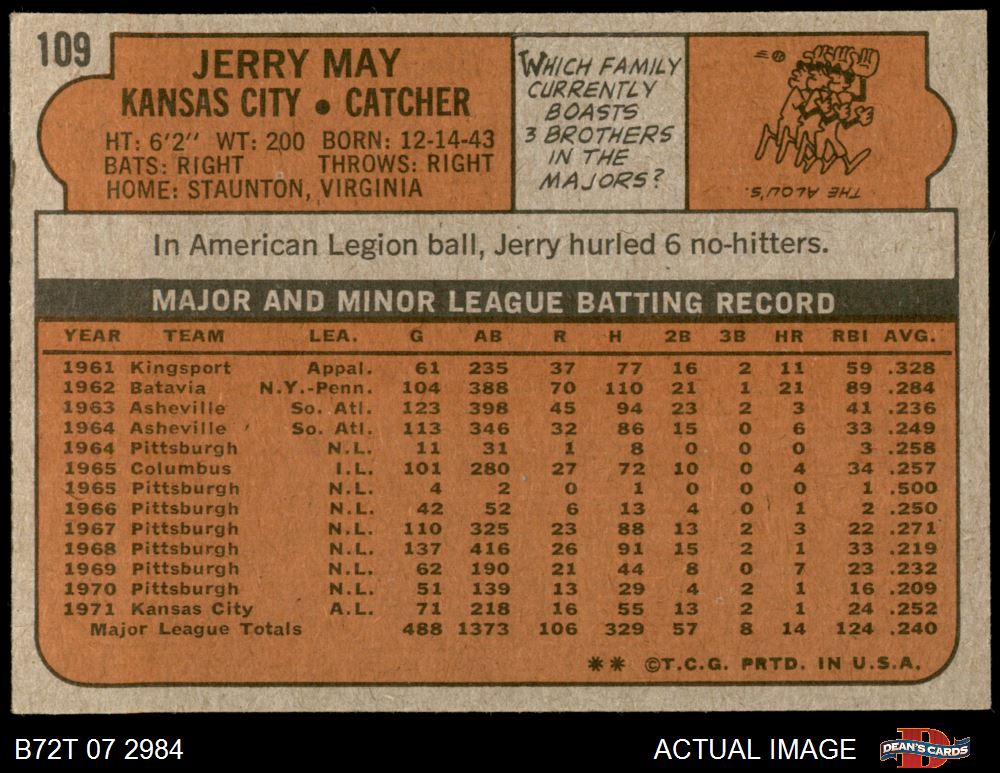 109
JERRY MAY
KANSAS CITY • CATCHER
HT: 6'2" WT: 200 BORN: 12-14-43
BATS: RIGHT THROWS: RIGHT
HOME: STAUNTON, VIRGINIA
WHICH FAMILY
CURRENTLY
BOASTS
3 BROTHERS
IN THE
MAJORS?
THE ALOU'S.
In American Legion ball, Jerry hurled 6 no-hitters.
MAJOR AND MINOR LEAGUE BATTING RECORD
YEAR TEAM LEA. G AB R H 2B 3B HR RBI AVG.
1961 Kingsport Appal. 61 235 37 77 16 2 11 59 .328
1962 Batavia N.Y.-Penn. 104 388 70 110 21 1 21 89 .284
1963 Asheville So. Atl. 123 398 45 94 23 2 3 41 .236
1964 Asheville So. Atl. 113 346 32 86 15 0 6 33 .249
1964 Pittsburgh N.L. 11 31 1 8 0 0 0 3 .258
1965 Columbus I.L. 101 280 27 72 10 0 4 34 .257
1965 Pittsburgh N.L. 4 2 0 1 0 0 0 1 .500
1966 Pittsburgh N.L. 42 52 6 13 4 0 1 2 .250
1967 Pittsburgh N.L. 110 325 23 88 13 2 3 22 .271
1968 Pittsburgh N.L. 137 416 26 91 15 2 1 33 .219
1969 Pittsburgh N.L. 62 190 21 44 8 0 7 23 .232
1970 Pittsburgh N.L. 51 139 13 29 4 2 1 16 .209
1971 Kansas City A.L. 71 218 16 55 13 2 1 24 .252
Major League Totals 488 1373 106 329 57 8 14 124 .240
** ©T.C.G. PRTD. IN U.S.A.
B72T 07 2984
ACTUAL IMAGE
DEAN'S CARDS